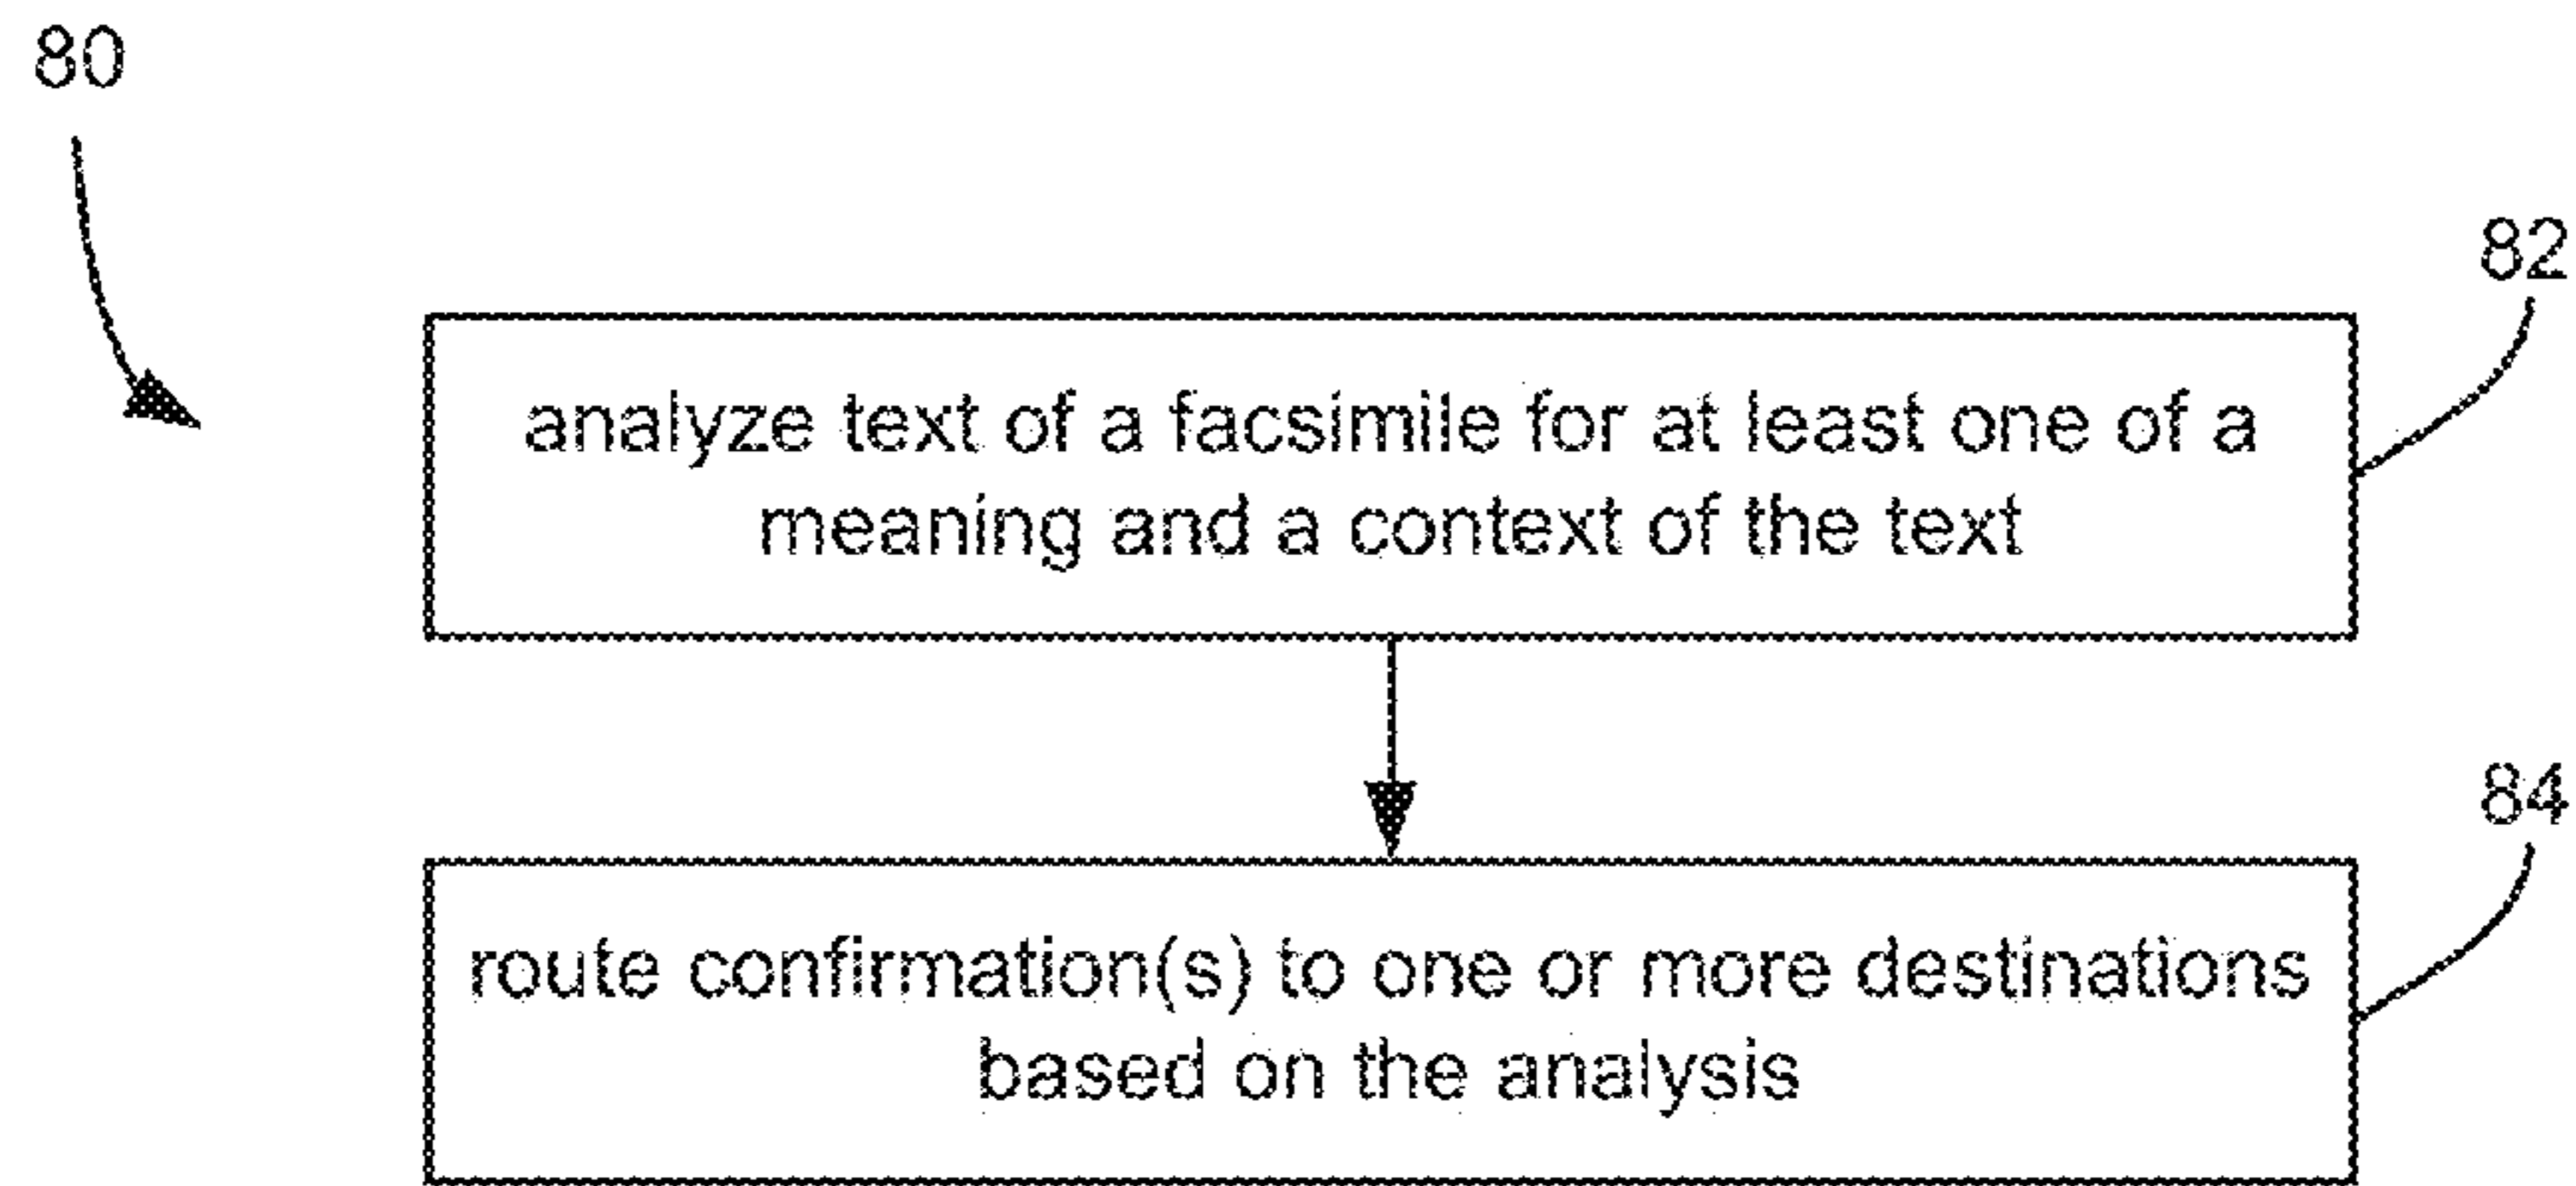 80
82
analyze text of a facsimile for at least one of a
meaning and a context of the text
84
route confirmation(s) to one or more destinations
based on the analysis